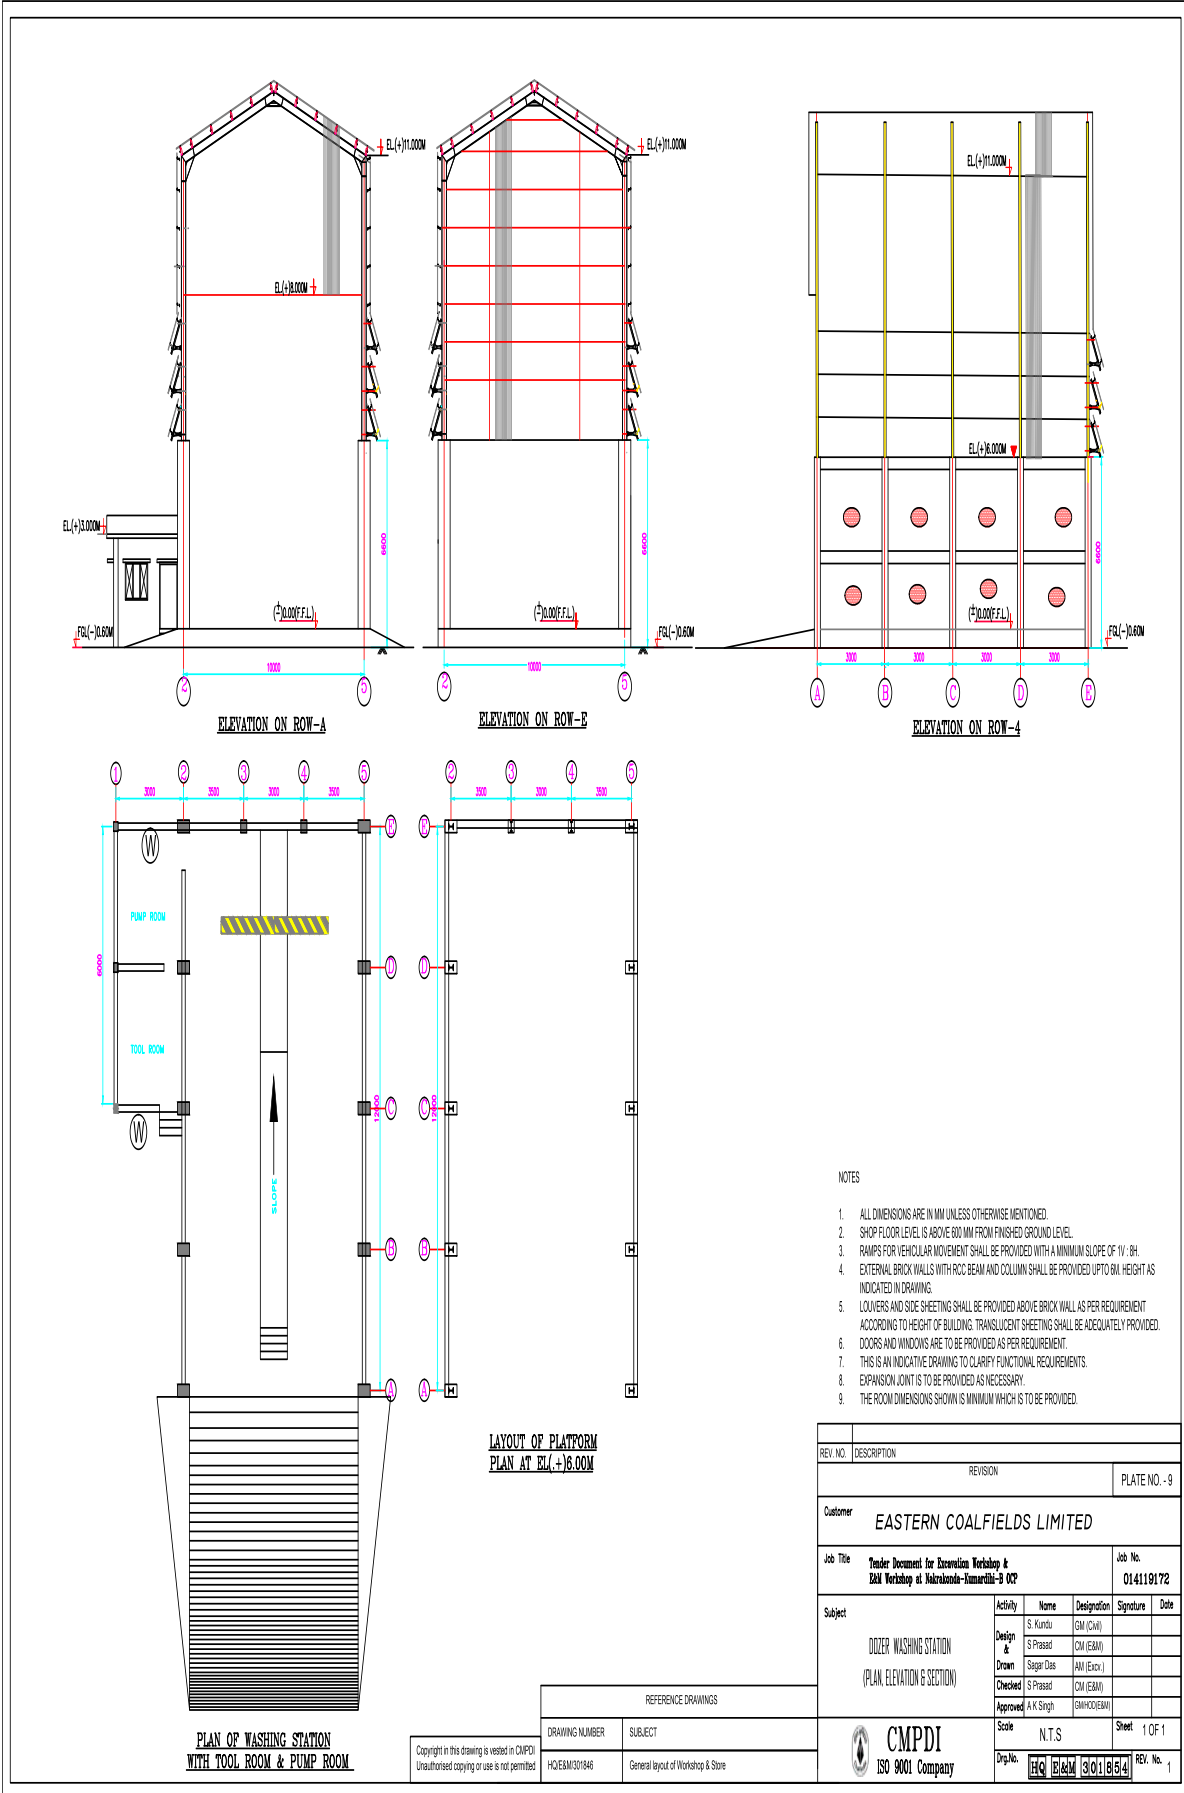 EL.(+)11.000M
EL.(+)8.000M
EL.(+)3.000M
6600
(±)0.00(F.F.L.)
FGL(-)0.60M
10000
2
5
ELEVATION ON ROW-A
EL.(+)11.000M
6600
(±)0.00(F.F.L.)
FGL(-)0.60M
10000
2
5
ELEVATION ON ROW-E
EL.(+)11.000M
EL.(+)6.000M
6600
(±)0.00(F.F.L.)
FGL(-)0.60M
3000 3000 3000 3000
A B C D E
ELEVATION ON ROW-4
1 2 3 4 5
3000 3500 3000 3500
E
W
PUMP ROOM
6000
D
TOOL ROOM
12000
C
W
SLOPE
B
A
PLAN OF WASHING STATION
WITH TOOL ROOM & PUMP ROOM
2 3 4 5
3500 3000 3500
E
D
C
12000
B
A
LAYOUT OF PLATFORM
PLAN AT EL(.+)6.00M
NOTES
1. ALL DIMENSIONS ARE IN MM UNLESS OTHERWISE MENTIONED.
2. SHOP FLOOR LEVEL IS ABOVE 600 MM FROM FINISHED GROUND LEVEL.
3. RAMPS FOR VEHICULAR MOVEMENT SHALL BE PROVIDED WITH A MINIMUM SLOPE OF 1V : 8H.
4. EXTERNAL BRICK WALLS WITH RCC BEAM AND COLUMN SHALL BE PROVIDED UPTO 6M. HEIGHT AS
INDICATED IN DRAWING.
5. LOUVERS AND SIDE SHEETING SHALL BE PROVIDED ABOVE BRICK WALL AS PER REQUIREMENT
ACCORDING TO HEIGHT OF BUILDING. TRANSLUCENT SHEETING SHALL BE ADEQUATELY PROVIDED.
6. DOORS AND WINDOWS ARE TO BE PROVIDED AS PER REQUIREMENT.
7. THIS IS AN INDICATIVE DRAWING TO CLARIFY FUNCTIONAL REQUIREMENTS.
8. EXPANSION JOINT IS TO BE PROVIDED AS NECESSARY.
9. THE ROOM DIMENSIONS SHOWN IS MINIMUM WHICH IS TO BE PROVIDED.
REV. NO. DESCRIPTION
REVISION
PLATE NO. - 9
Customer
EASTERN COALFIELDS LIMITED
Job Title
Tender Document for Excavation Workshop &
E&M Workshop at Nakrakonda-Kumardihi-B OCP
Job No.
014119172
Subject
DOZER WASHING STATION
(PLAN, ELEVATION & SECTION)
Activity Name Designation Signature Date
Design & Drawn
S. Kundu GM (Civil)
S Prasad CM (E&M)
Sagar Das AM (Excv.)
Checked S Prasad CM (E&M)
Approved A K Singh GM/HOD(E&M)
CMPDI
ISO 9001 Company
Scale N.T.S
Sheet 1 OF 1
Drg.No. HQ E&M 301854
REV. No. 1
REFERENCE DRAWINGS
DRAWING NUMBER SUBJECT
HQ/E&M/301846 General layout of Workshop & Store
Copyright in this drawing is vested in CMPDI
Unauthorised copying or use is not permitted